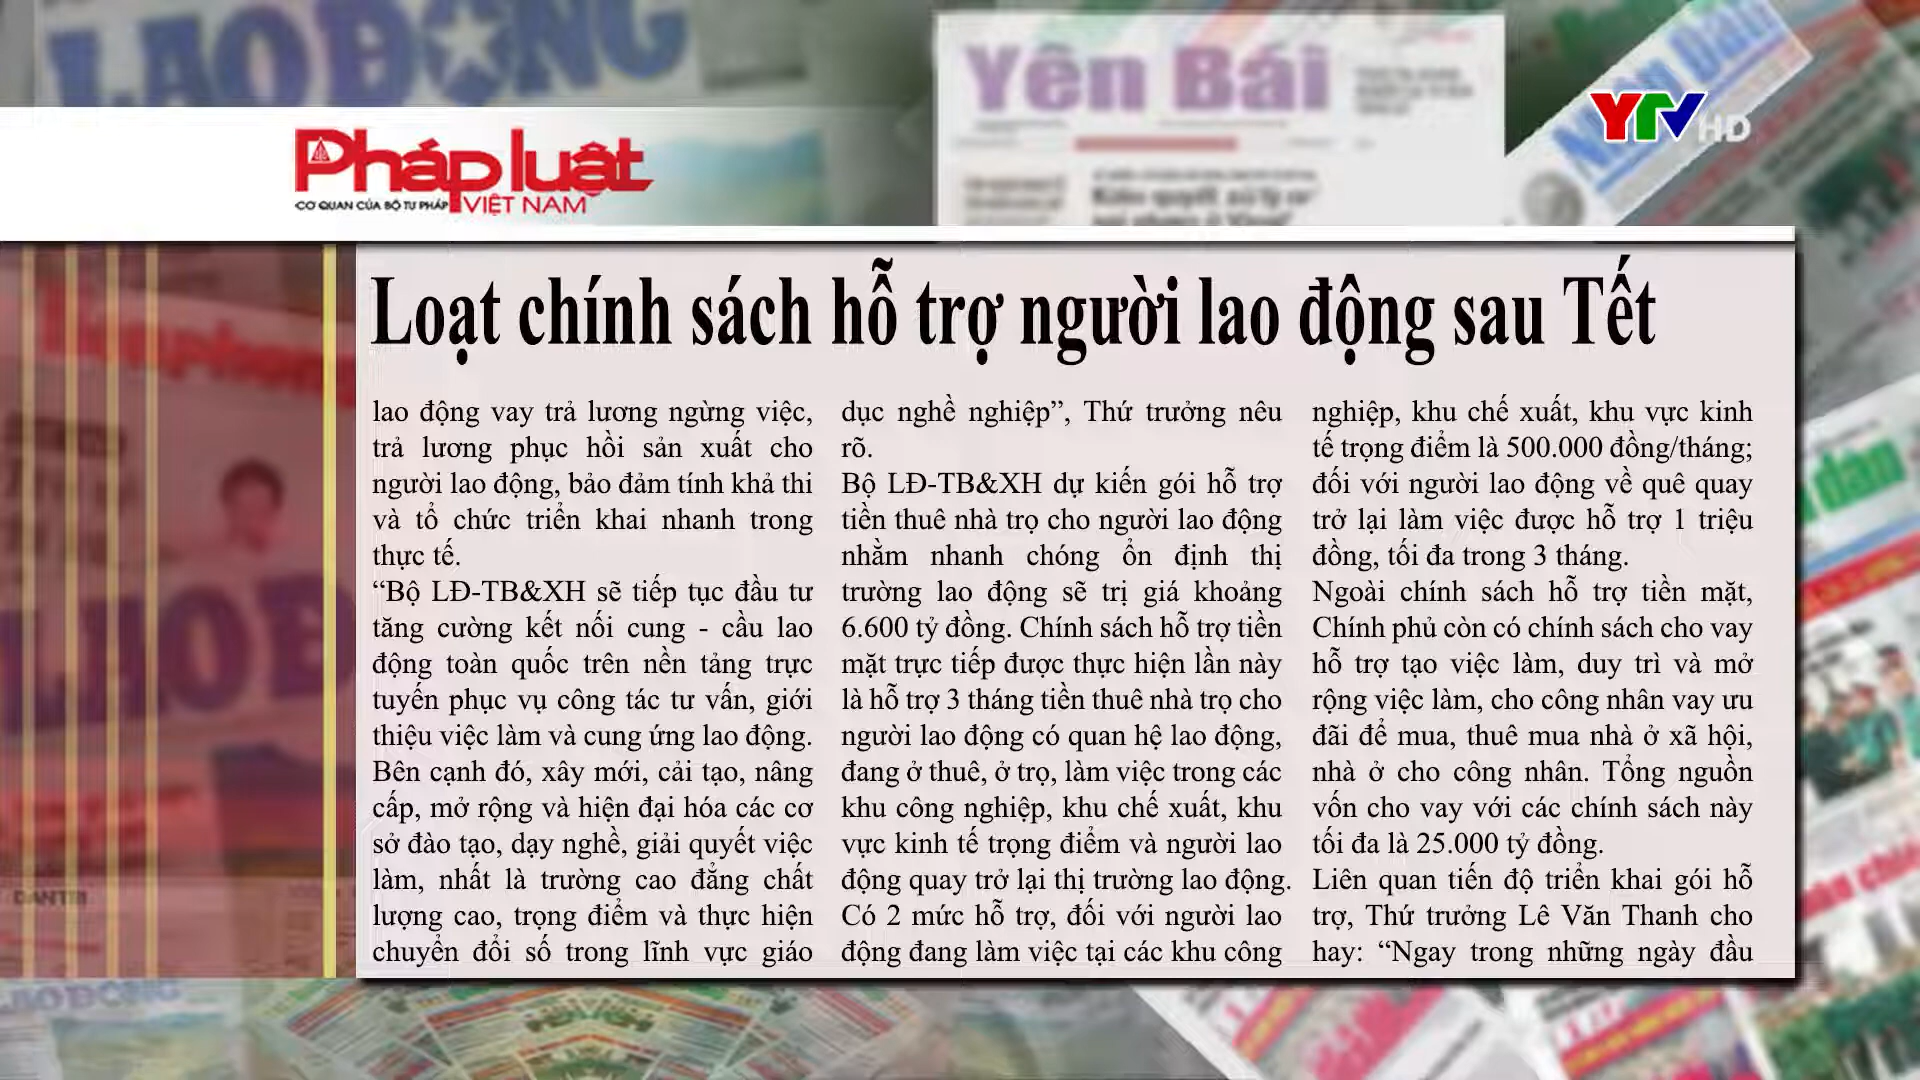 LAO ĐỘNG
Yên Bái
Nhân Dân
YTV HD
Pháp luật
CƠ QUAN CỦA BỘ TƯ PHÁP VIỆT NAM
Loạt chính sách hỗ trợ người lao động sau Tết
lao động vay trả lương ngừng việc,
trả lương phục hồi sản xuất cho
người lao động, bảo đảm tính khả thi
và tổ chức triển khai nhanh trong
thực tế.
“Bộ LĐ-TB&XH sẽ tiếp tục đầu tư
tăng cường kết nối cung - cầu lao
động toàn quốc trên nền tảng trực
tuyến phục vụ công tác tư vấn, giới
thiệu việc làm và cung ứng lao động.
Bên cạnh đó, xây mới, cải tạo, nâng
cấp, mở rộng và hiện đại hóa các cơ
sở đào tạo, dạy nghề, giải quyết việc
làm, nhất là trường cao đẳng chất
lượng cao, trọng điểm và thực hiện
chuyển đổi số trong lĩnh vực giáo
dục nghề nghiệp”, Thứ trưởng nêu
rõ.
Bộ LĐ-TB&XH dự kiến gói hỗ trợ
tiền thuê nhà trọ cho người lao động
nhằm nhanh chóng ổn định thị
trường lao động sẽ trị giá khoảng
6.600 tỷ đồng. Chính sách hỗ trợ tiền
mặt trực tiếp được thực hiện lần này
là hỗ trợ 3 tháng tiền thuê nhà trọ cho
người lao động có quan hệ lao động,
đang ở thuê, ở trọ, làm việc trong các
khu công nghiệp, khu chế xuất, khu
vực kinh tế trọng điểm và người lao
động quay trở lại thị trường lao động.
Có 2 mức hỗ trợ, đối với người lao
động đang làm việc tại các khu công
nghiệp, khu chế xuất, khu vực kinh
tế trọng điểm là 500.000 đồng/tháng;
đối với người lao động về quê quay
trở lại làm việc được hỗ trợ 1 triệu
đồng, tối đa trong 3 tháng.
Ngoài chính sách hỗ trợ tiền mặt,
Chính phủ còn có chính sách cho vay
hỗ trợ tạo việc làm, duy trì và mở
rộng việc làm, cho công nhân vay ưu
đãi để mua, thuê mua nhà ở xã hội,
nhà ở cho công nhân. Tổng nguồn
vốn cho vay với các chính sách này
tối đa là 25.000 tỷ đồng.
Liên quan tiến độ triển khai gói hỗ
trợ, Thứ trưởng Lê Văn Thanh cho
hay: “Ngay trong những ngày đầu
LAO Đ
DANTRI
LAO ĐỘNG